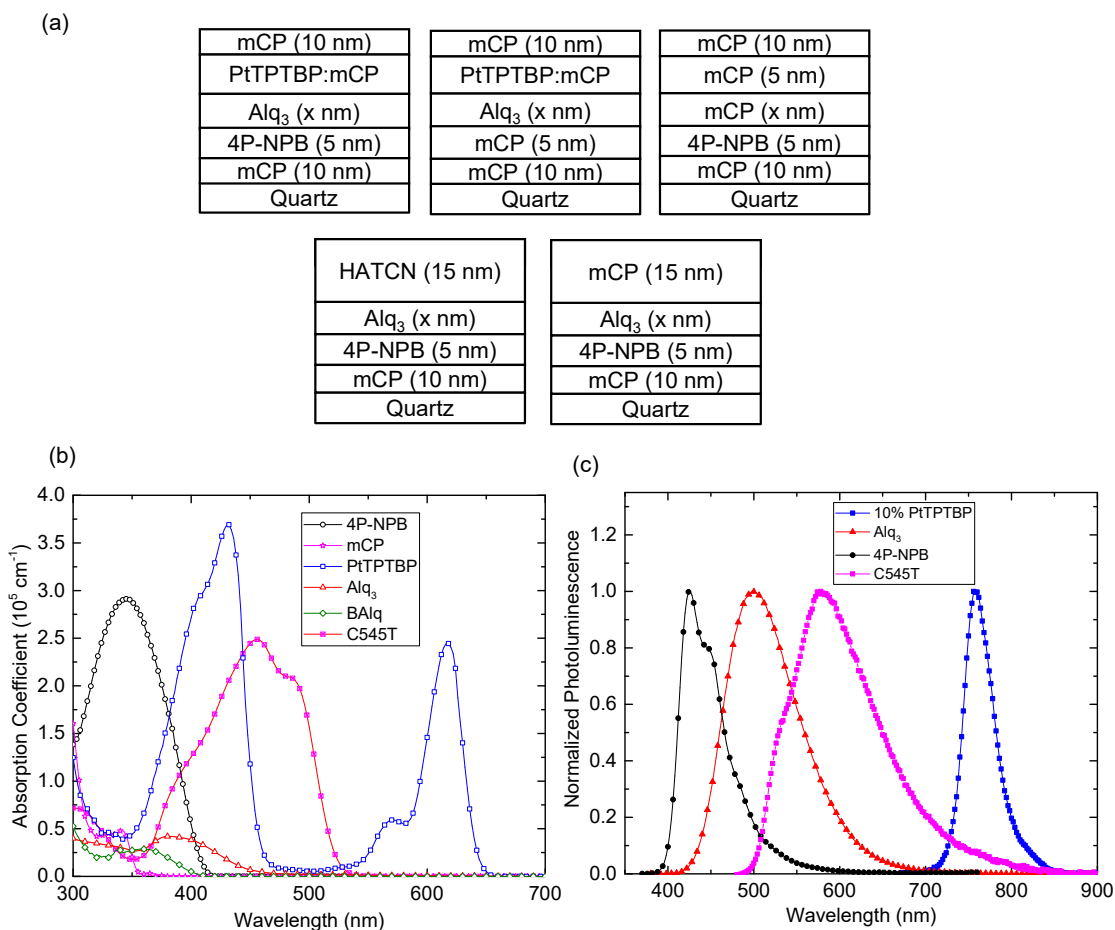 (a)
mCP (10 nm)
PtTPTBP:mCP
Alq₃ (x nm)
4P-NPB (5 nm)
mCP (10 nm)
Quartz
mCP (10 nm)
PtTPTBP:mCP
Alq₃ (x nm)
mCP (5 nm)
mCP (10 nm)
Quartz
mCP (10 nm)
mCP (5 nm)
mCP (x nm)
4P-NPB (5 nm)
mCP (10 nm)
Quartz
HATCN (15 nm)
Alq₃ (x nm)
4P-NPB (5 nm)
mCP (10 nm)
Quartz
mCP (15 nm)
Alq₃ (x nm)
4P-NPB (5 nm)
mCP (10 nm)
Quartz
(b)
Absorption Coefficient (10⁵ cm⁻¹)
4.0
3.5
3.0
2.5
2.0
1.5
1.0
0.5
0.0
4P-NPB
mCP
PtTPTBP
Alq₃
BAlq
C545T
300 400 500 600 700
Wavelength (nm)
(c)
Normalized Photoluminescence
1.2
1.0
0.8
0.6
0.4
0.2
0.0
10% PtTPTBP
Alq₃
4P-NPB
C545T
400 500 600 700 800 900
Wavelength (nm)